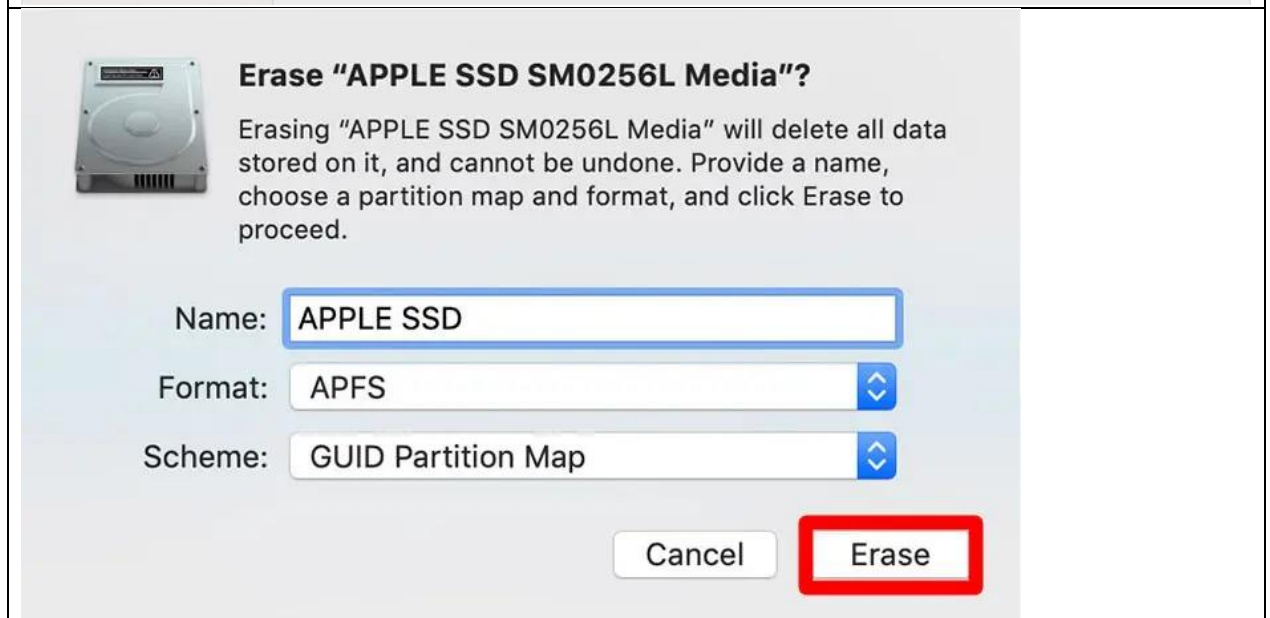 Erase “APPLE SSD SM0256L Media”?
Erasing “APPLE SSD SM0256L Media” will delete all data
stored on it, and cannot be undone. Provide a name,
choose a partition map and format, and click Erase to
proceed.
Name: APPLE SSD
Format: APFS
Scheme: GUID Partition Map
Cancel Erase